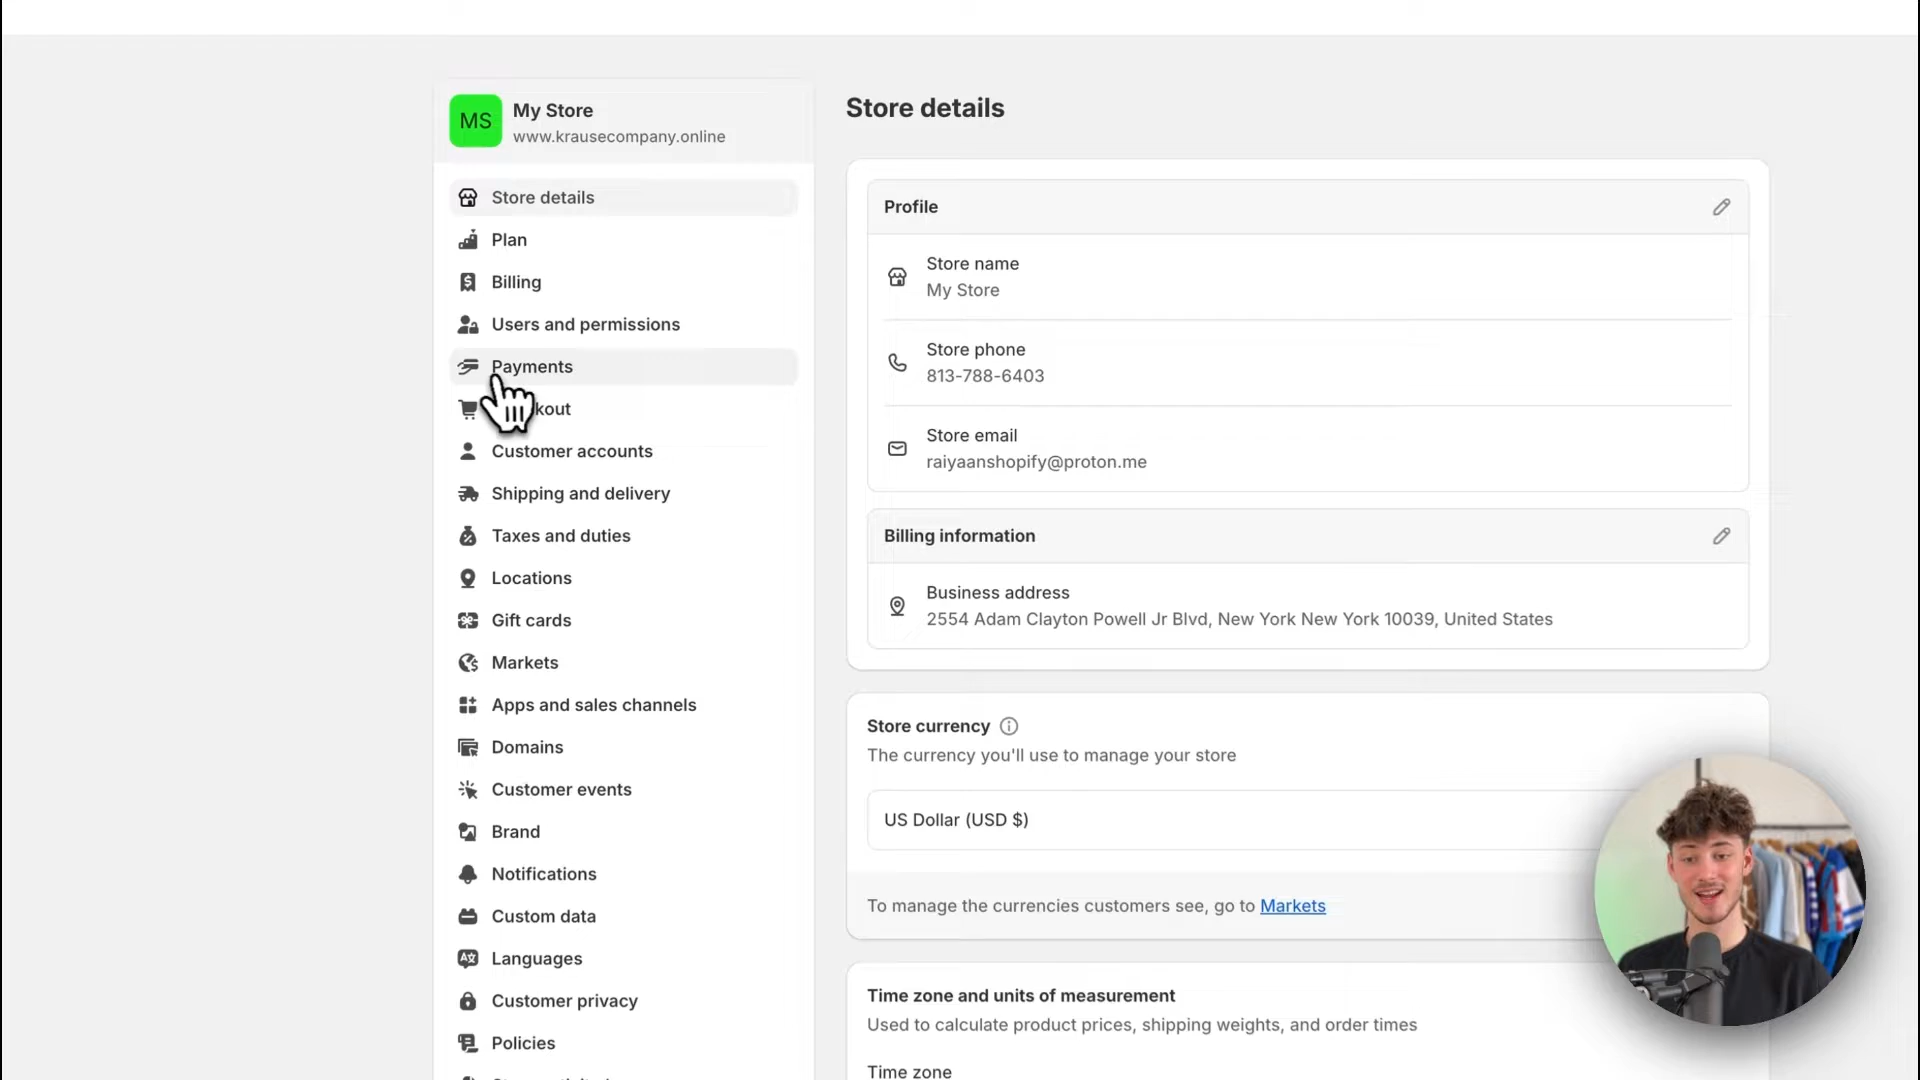 MS
My Store
www.krausecompany.online
Store details
Plan
Billing
Users and permissions
Payments
kout
Customer accounts
Shipping and delivery
Taxes and duties
Locations
Gift cards
Markets
Apps and sales channels
Domains
Customer events
Brand
Notifications
Custom data
Languages
Customer privacy
Policies
Store details
Profile
Store name
My Store
Store phone
813-788-6403
Store email
raiyaanshopify@proton.me
Billing information
Business address
2554 Adam Clayton Powell Jr Blvd, New York New York 10039, United States
Store currency
The currency you'll use to manage your store
US Dollar (USD $)
To manage the currencies customers see, go to Markets
Time zone and units of measurement
Used to calculate product prices, shipping weights, and order times
Time zone